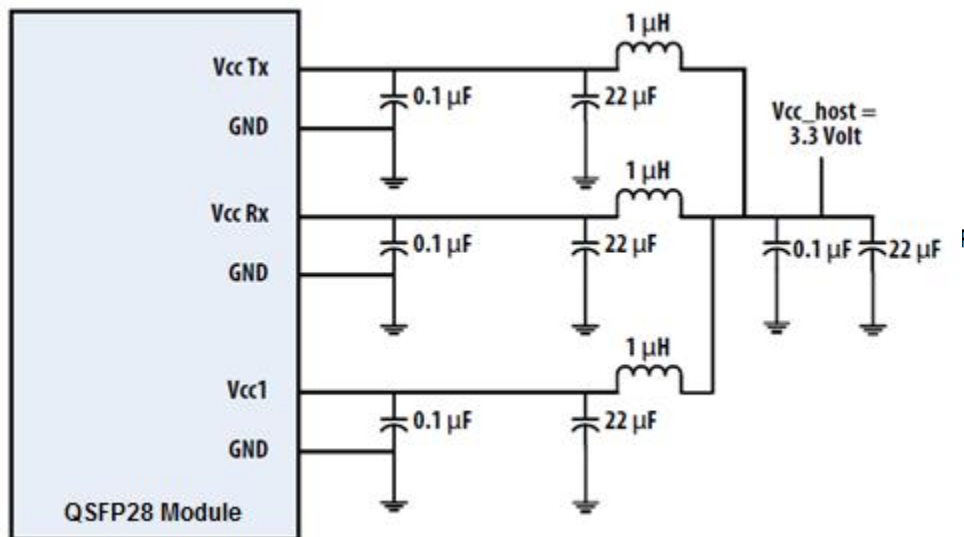 1 μH
Vcc Tx
0.1 μF
22 μF
Vcc_host =
3.3 Volt
GND
1 μH
Vcc Rx
0.1 μF
22 μF
0.1 μF
22 μF
GND
1 μH
Vcc1
0.1 μF
22 μF
GND
QSFP28 Module